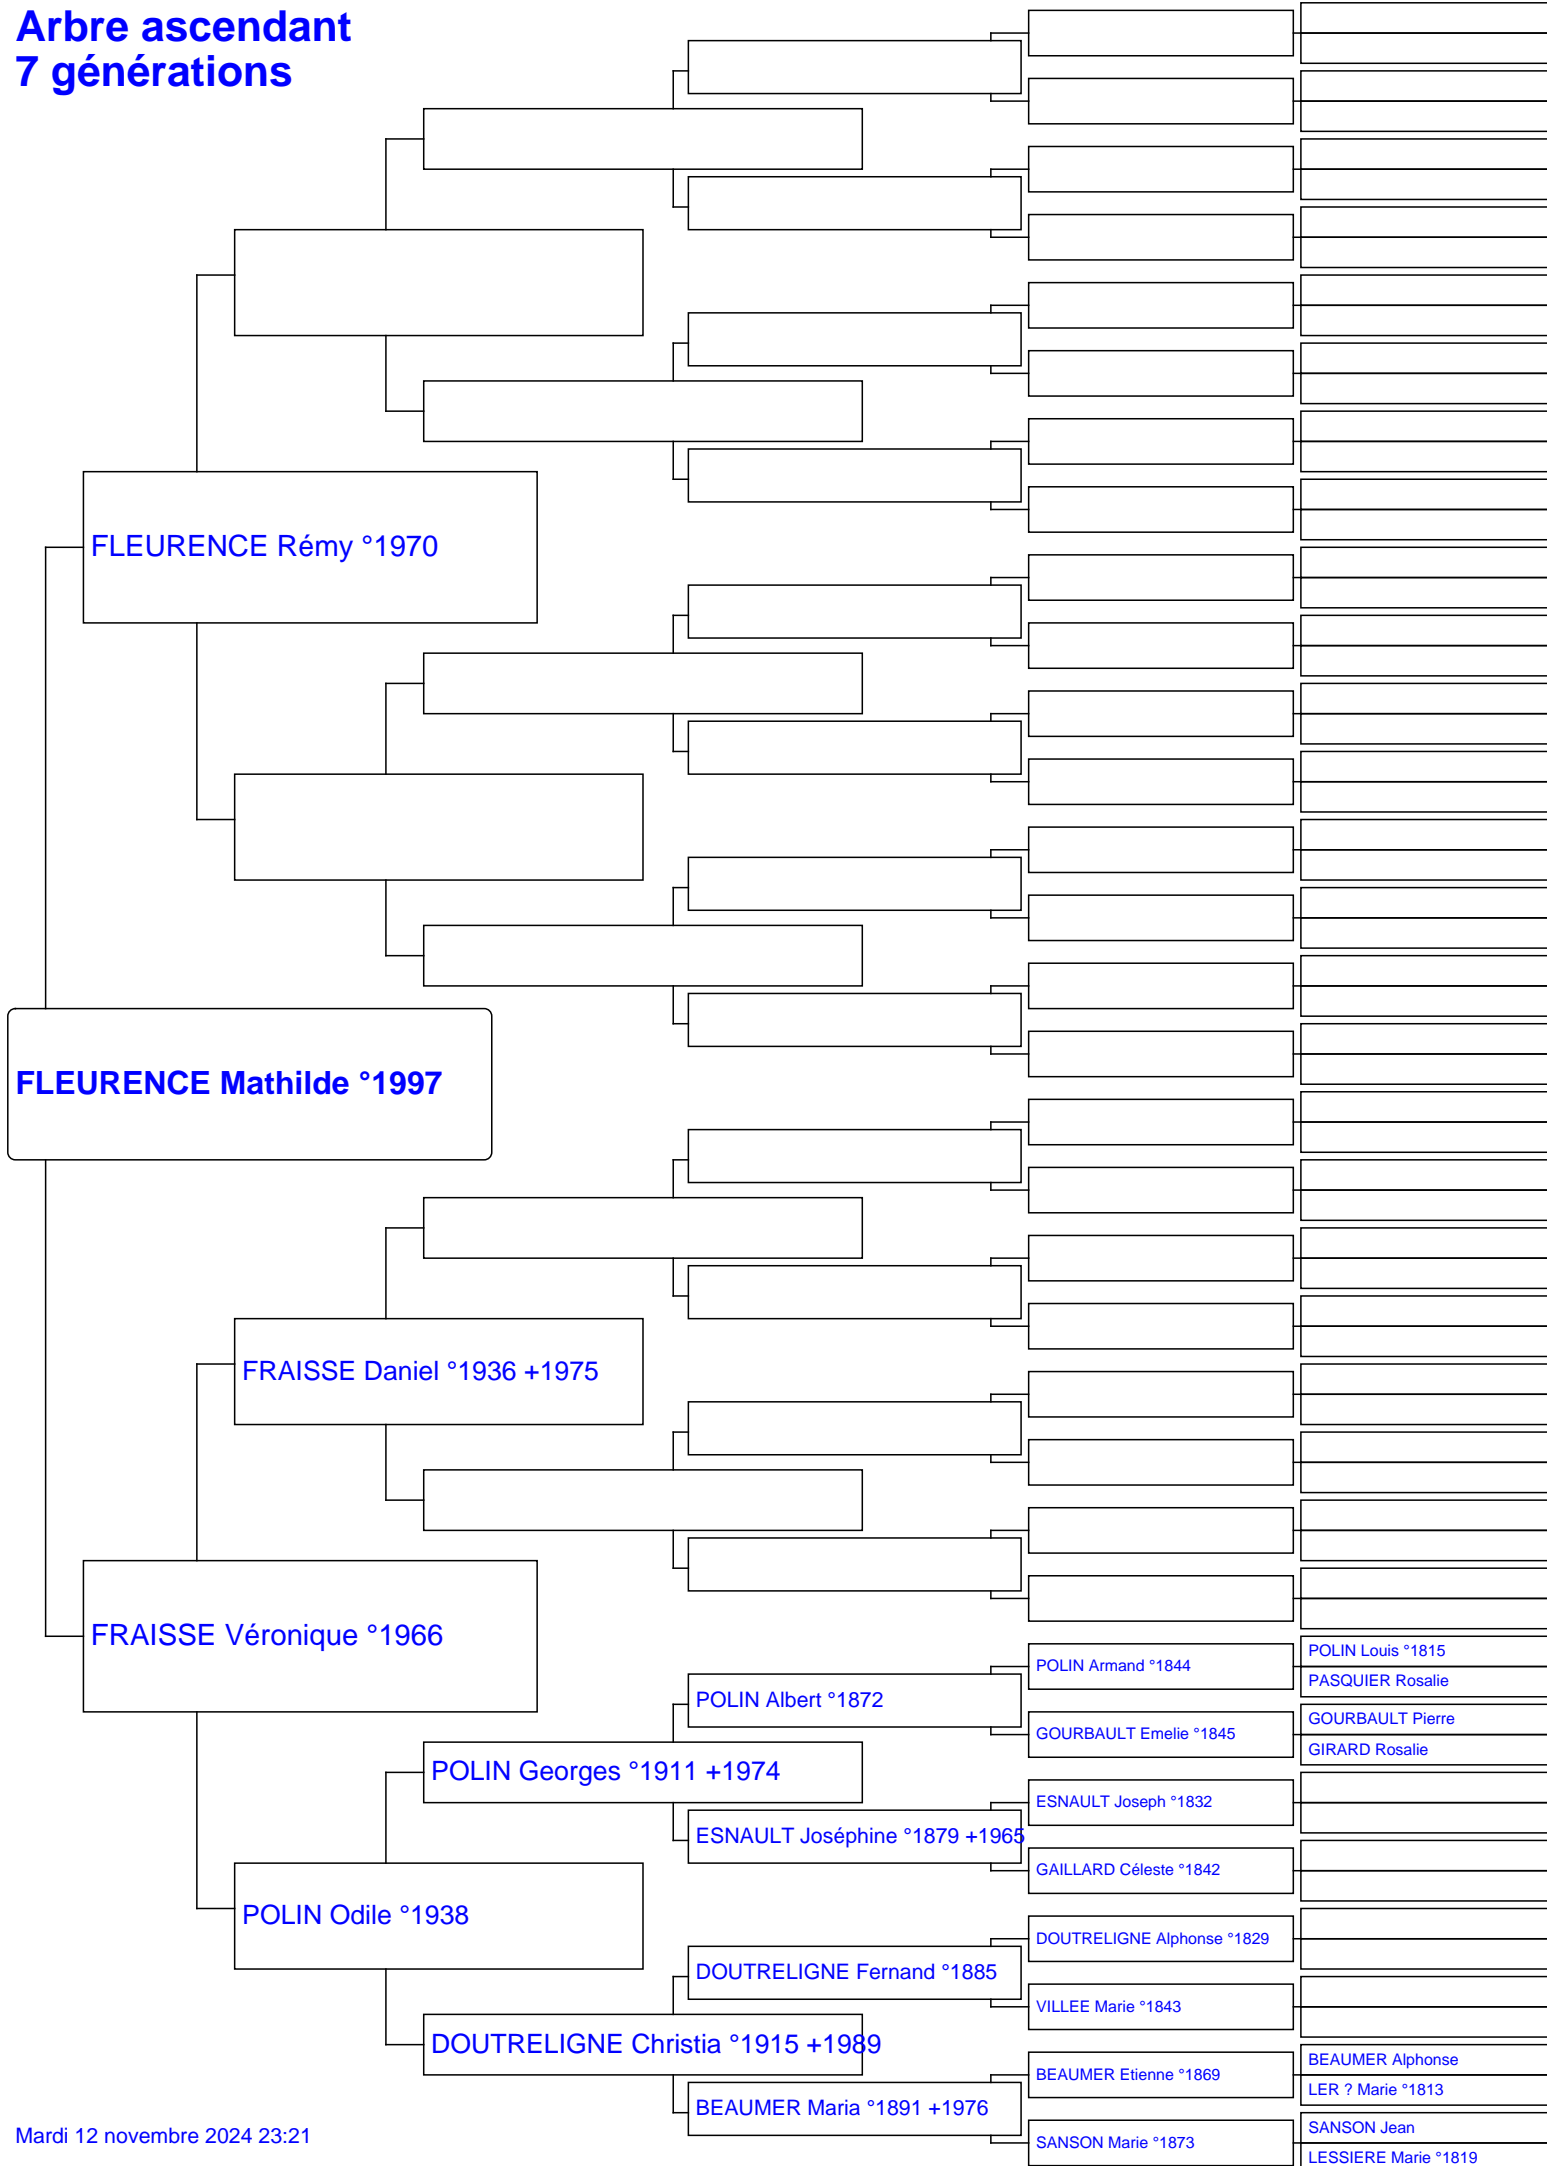 Arbre ascendant
7 générations
FLEURENCE Rémy °1970
FLEURENCE Mathilde °1997
FRAISSE Daniel °1936 +1975
FRAISSE Véronique °1966
POLIN Louis °1815
POLIN Armand °1844
PASQUIER Rosalie
POLIN Albert °1872
GOURBAULT Pierre
GOURBAULT Emelie °1845
GIRARD Rosalie
POLIN Georges °1911 +1974
ESNAULT Joseph °1832
ESNAULT Joséphine °1879 +1965
GAILLARD Céleste °1842
POLIN Odile °1938
DOUTRELIGNE Alphonse °1829
DOUTRELIGNE Fernand °1885
VILLEE Marie °1843
DOUTRELIGNE Christia °1915 +1989
BEAUMER Alphonse
BEAUMER Etienne °1869
LER ? Marie °1813
BEAUMER Maria °1891 +1976
SANSON Jean
SANSON Marie °1873
LESSIERE Marie °1819
Mardi 12 novembre 2024 23:21